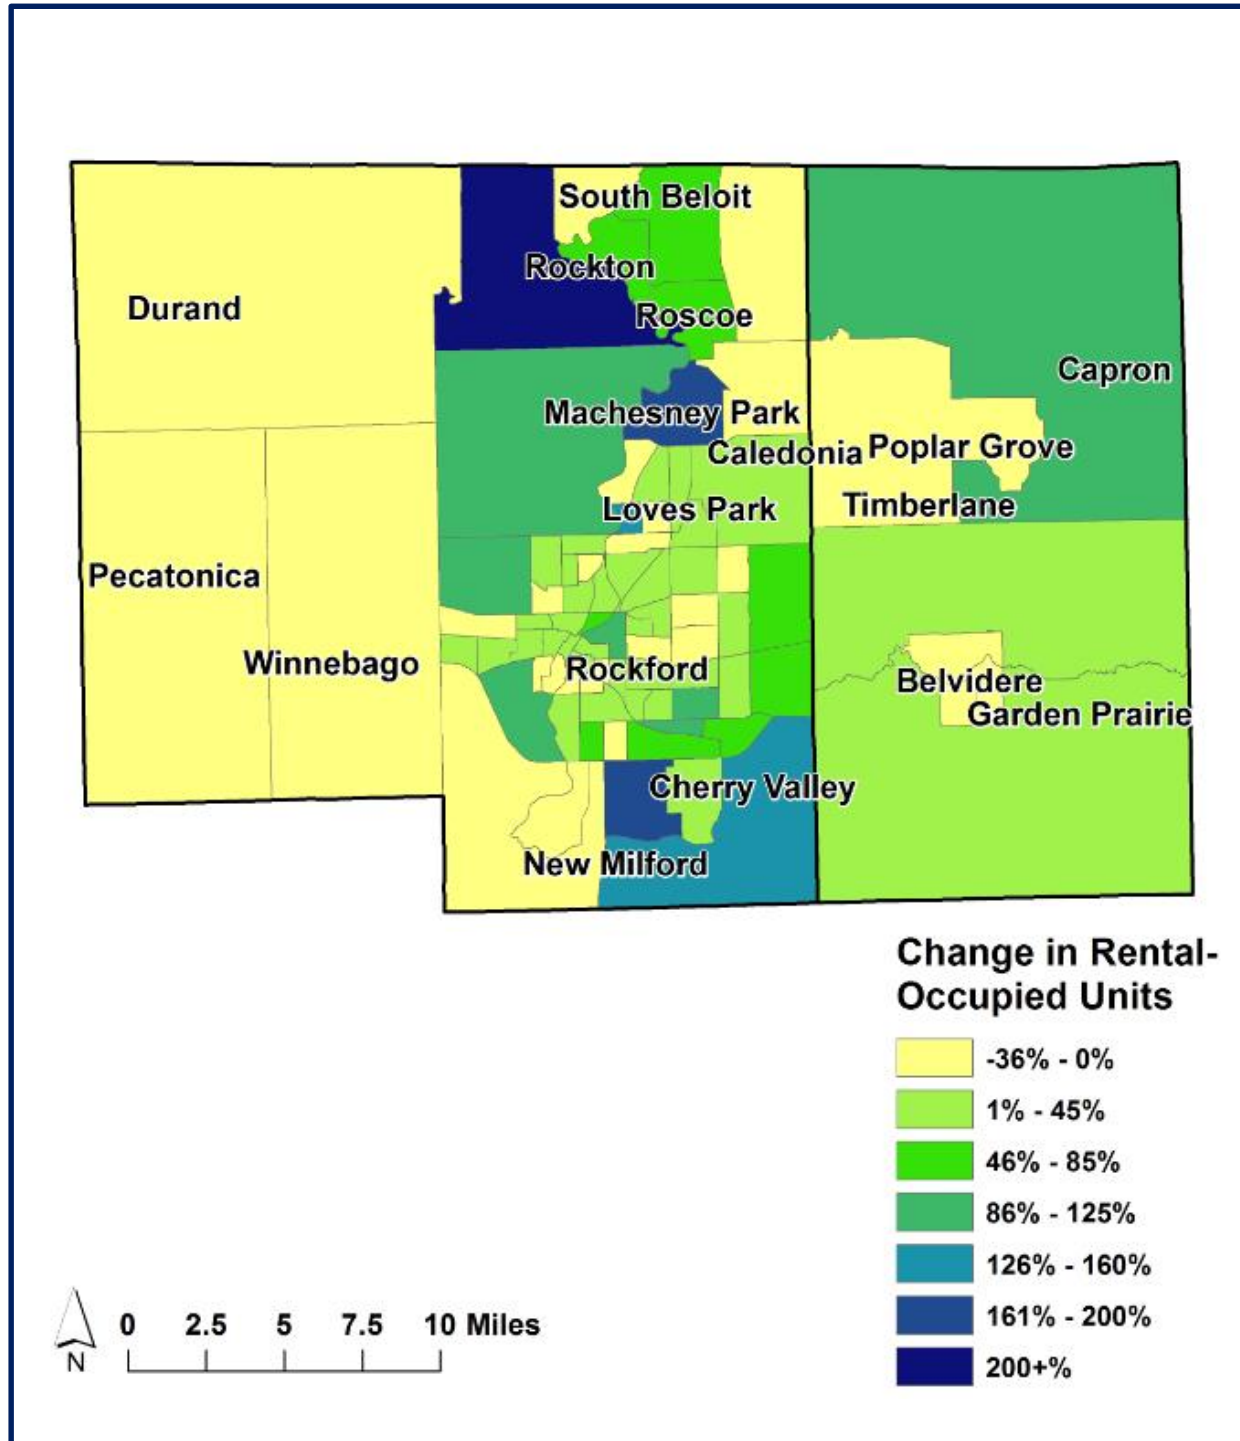 South Beloit
Rockton
Durand
Roscoe
Capron
Machesney Park
Caledonia
Poplar Grove
Loves Park
Timberlane
Pecatonica
Winnebago
Rockford
Belvidere
Garden Prairie
Cherry Valley
New Milford
Change in Rental-
Occupied Units
-36% - 0%
1% - 45%
46% - 85%
86% - 125%
126% - 160%
161% - 200%
200+%
0 2.5 5 7.5 10 Miles
N